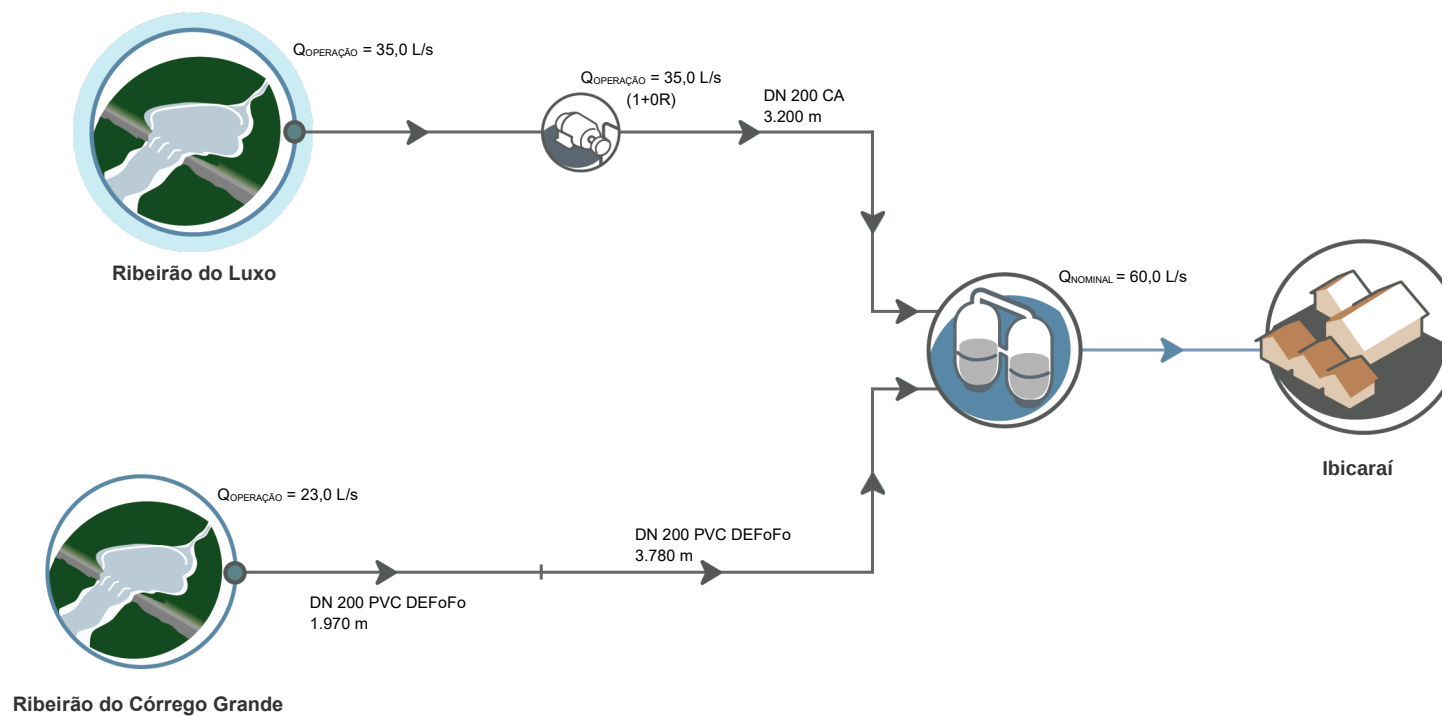 QOPERAÇÃO = 35,0 L/s
QOPERAÇÃO = 35,0 L/s
(1+0R)
DN 200 CA
3.200 m
Ribeirão do Luxo
QNOMINAL = 60,0 L/s
Ibicaraí
QOPERAÇÃO = 23,0 L/s
DN 200 PVC DEFoFo
3.780 m
DN 200 PVC DEFoFo
1.970 m
Ribeirão do Córrego Grande